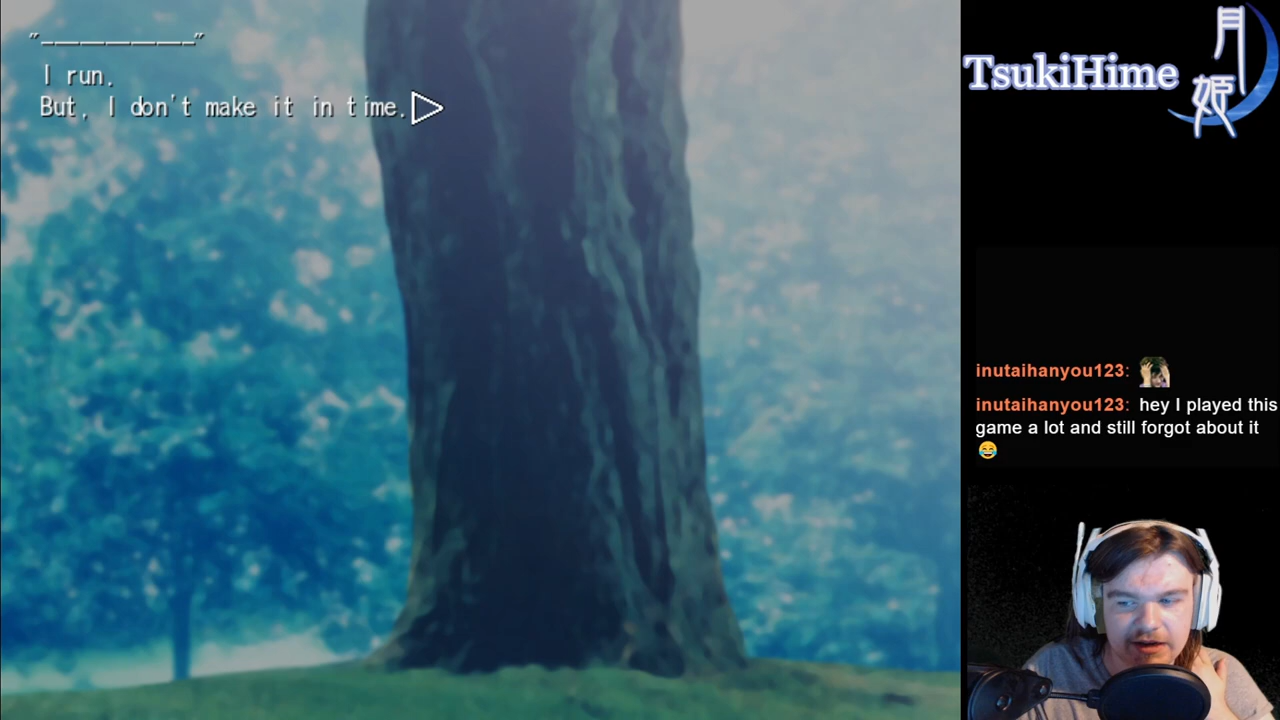 "____________"
I run.
But, I don't make it in time.
TsukiHime
月姫
inutaihanyou123:
inutaihanyou123: hey I played this
game a lot and still forgot about it
😂